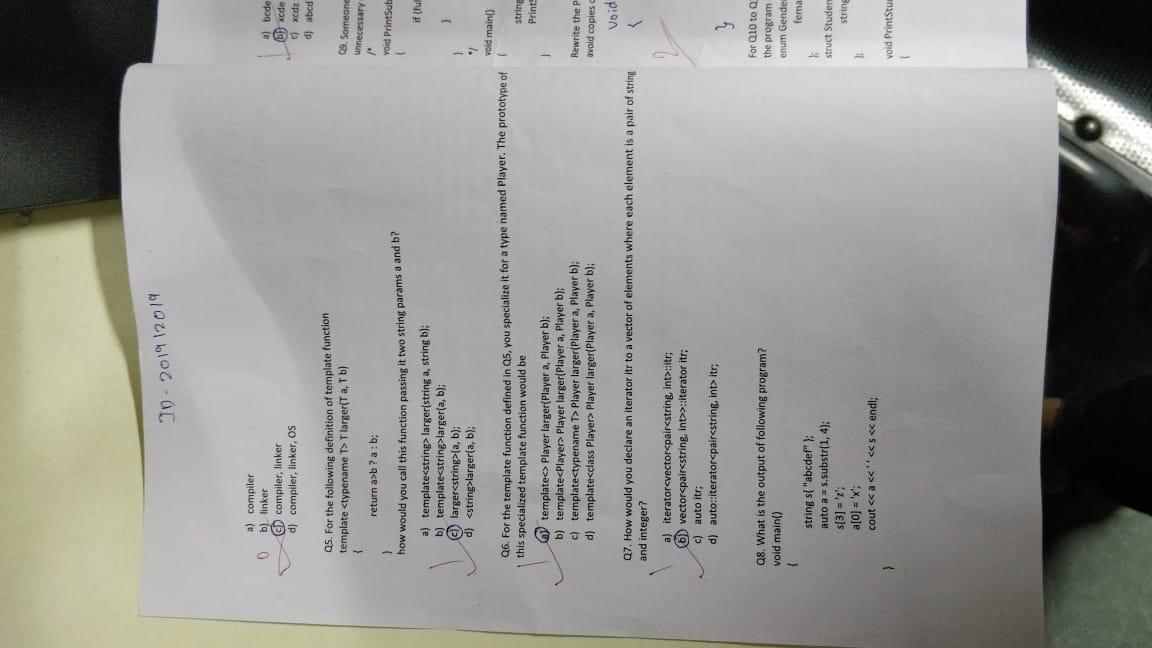 ID - 201912019
0
a) compiler
b) linker
c) compiler, linker
d) compiler, linker, OS
Q5. For the following definition of template function
template <typename T> T larger(T a, T b)
{
return a>b ? a : b;
}
how would you call this function passing it two string params a and b?
1
a) template<string> larger(string a, string b);
b) template<string>larger(a, b);
c) larger<string>(a, b);
d) <string>larger(a, b);
Q6. For the template function defined in Q5, you specialize it for a type named Player. The prototype of
this specialized template function would be
1
a) template<> Player larger(Player a, Player b);
b) template<Player> Player larger(Player a, Player b);
c) template<typename T> Player larger(Player a, Player b);
d) template<class Player> Player larger(Player a, Player b);
Q7. How would you declare an iterator itr to a vector of elements where each element is a pair of string
and integer?
1
a) iterator<vector<pair<string, int>::itr;
b) vector<pair<string, int>>::iterator itr;
c) auto itr;
d) auto::iterator<pair<string, int> itr;
Q8. What is the output of following program?
void main()
{
string s{ "abcdef" };
auto a = s.substr(1, 4);
s[3] = 'z';
a[0] = 'x';
cout << a << ' ' << s << endl;
}
1
a) bcde
b) xcde
c) xcdz
d) abcd
Q9. Someone
unnecessary
/*
void PrintSub
{
if (ful
}
}
*/
void main()
{
string
PrintS
}
Rewrite the P
avoid copies
void
{
2
}
For Q10 to Q
the program
enum Gender
fema
};
struct Studen
string
};
void PrintStu
{